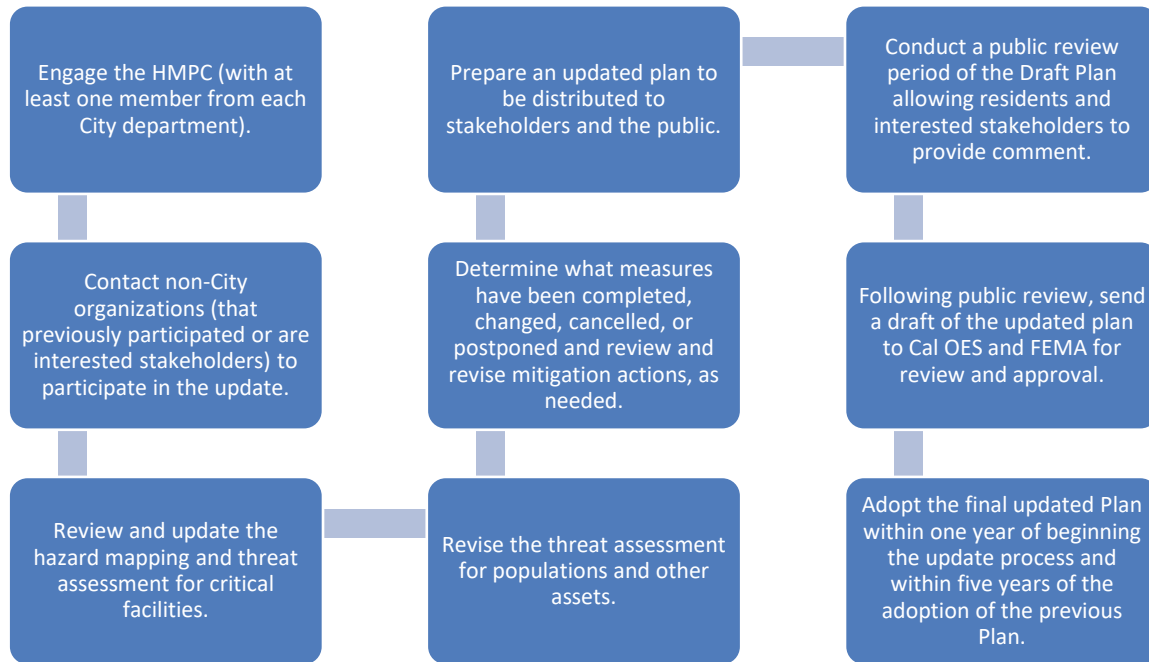 Engage the HMPC (with at
least one member from each
City department).
Contact non-City
organizations (that
previously participated or are
interested stakeholders) to
participate in the update.
Review and update the
hazard mapping and threat
assessment for critical
facilities.
Revise the threat assessment
for populations and other
assets.
Determine what measures
have been completed,
changed, cancelled, or
postponed and review and
revise mitigation actions, as
needed.
Prepare an updated plan to
be distributed to
stakeholders and the public.
Conduct a public review
period of the Draft Plan
allowing residents and
interested stakeholders to
provide comment.
Following public review, send
a draft of the updated plan
to Cal OES and FEMA for
review and approval.
Adopt the final updated Plan
within one year of beginning
the update process and
within five years of the
adoption of the previous
Plan.